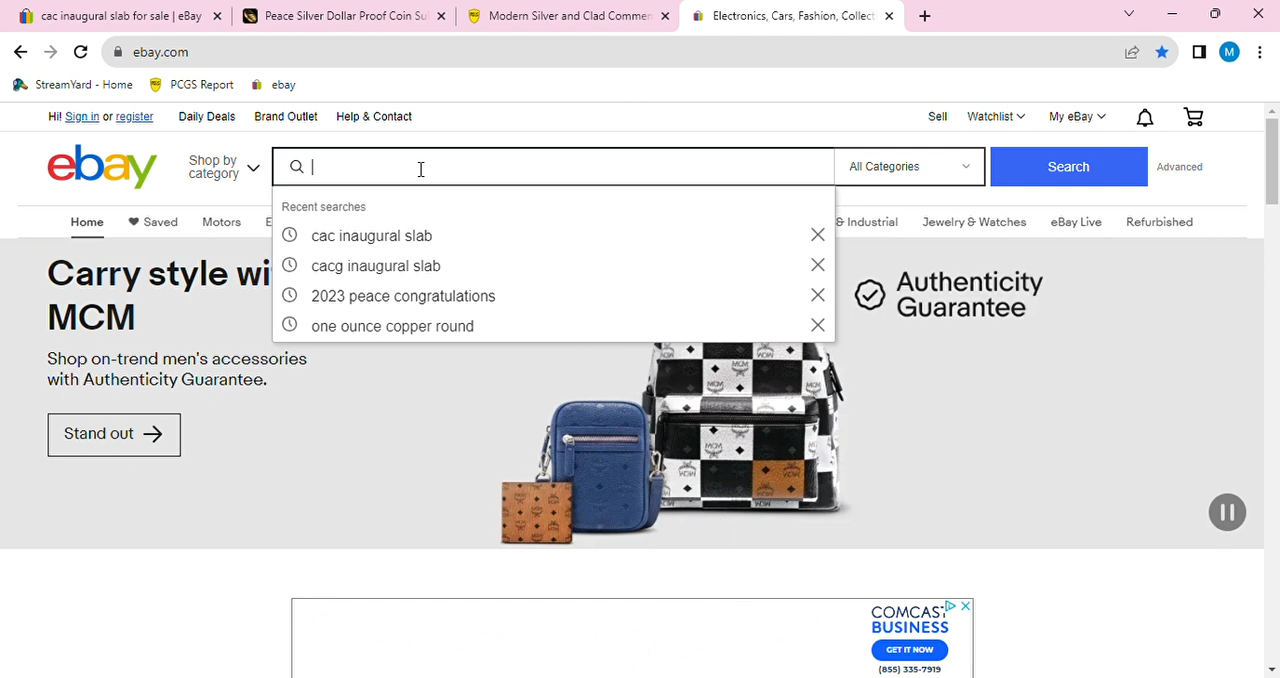 cac inaugural slab for sale | eBay
Peace Silver Dollar Proof Coin Su
Modern Silver and Clad Commen
Electronics, Cars, Fashion, Collect
ebay.com
M
StreamYard - Home
PCGS Report
ebay
Hi! Sign in or register
Daily Deals
Brand Outlet
Help & Contact
Sell
Watchlist
My eBay
ebay
Shop by
category
All Categories
Search
Advanced
Recent searches
cac inaugural slab
cacg inaugural slab
2023 peace congratulations
one ounce copper round
Home
Saved
Motors
E
& Industrial
Jewelry & Watches
eBay Live
Refurbished
Carry style wi
MCM
Shop on-trend men's accessories
with Authenticity Guarantee.
Stand out
Authenticity
Guarantee
COMCAST
BUSINESS
GET IT NOW
(855) 335-7919